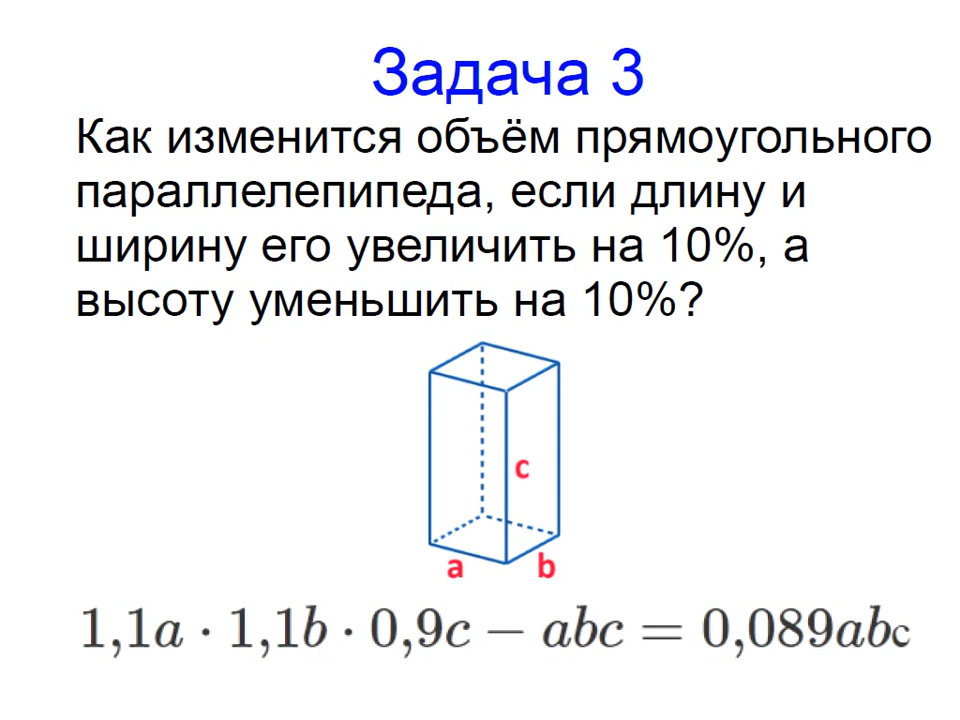 Задача 3
Как изменится объём прямоугольного
параллелепипеда, если длину и
ширину его увеличить на 10%, а
высоту уменьшить на 10%?
c
a b
1,1a · 1,1b · 0,9c − abc = 0,089abc